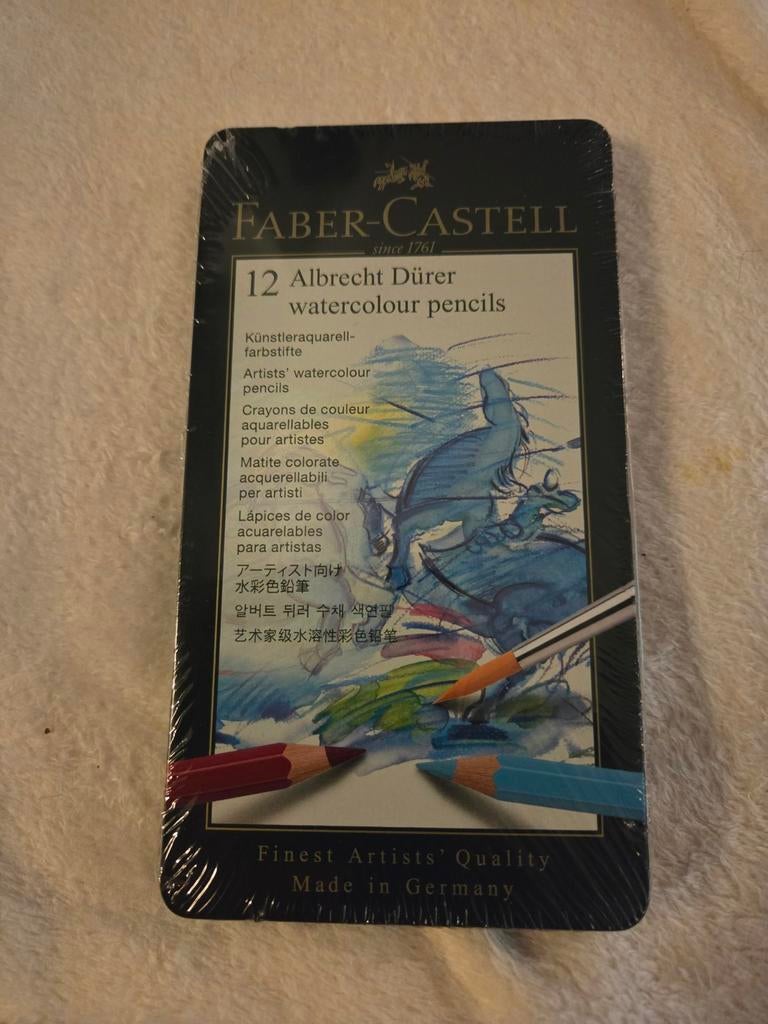 FABER-CASTELL
since 1761
12 Albrecht Dürer
watercolour pencils
Künstleraquarell-
farbstifte
Artists' watercolour
pencils
Crayons de couleur
aquarellables
pour artistes
Matite colorate
acquerellabili
per artisti
Lápices de color
acuarelables
para artistas
アーティスト向け
水彩色鉛筆
알버트 뒤러 수채 색연필
艺术家级水溶性彩色铅笔
Finest Artists' Quality
Made in Germany